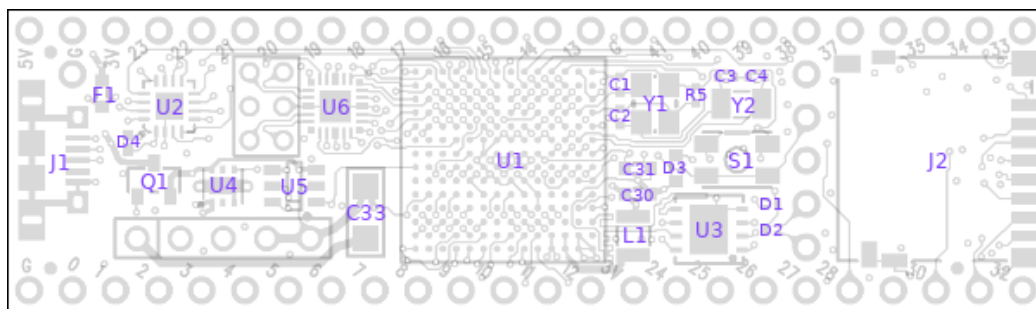 5V G 3V 23 22 21 20 19 18 17 16 15 14 13 G 41 40 39 38 37 36 35 34 33
F1 U2 U6 C1 Y1 R5 C3 C4 Y2
C2
D4
J1 U1 S1 J2
Q1 U4 U5 C31 D3
C33 C30 D1
L1 U3 D2
G 0 1 2 3 4 5 6 7 8 9 10 11 12 31 24 25 26 27 28 30 32